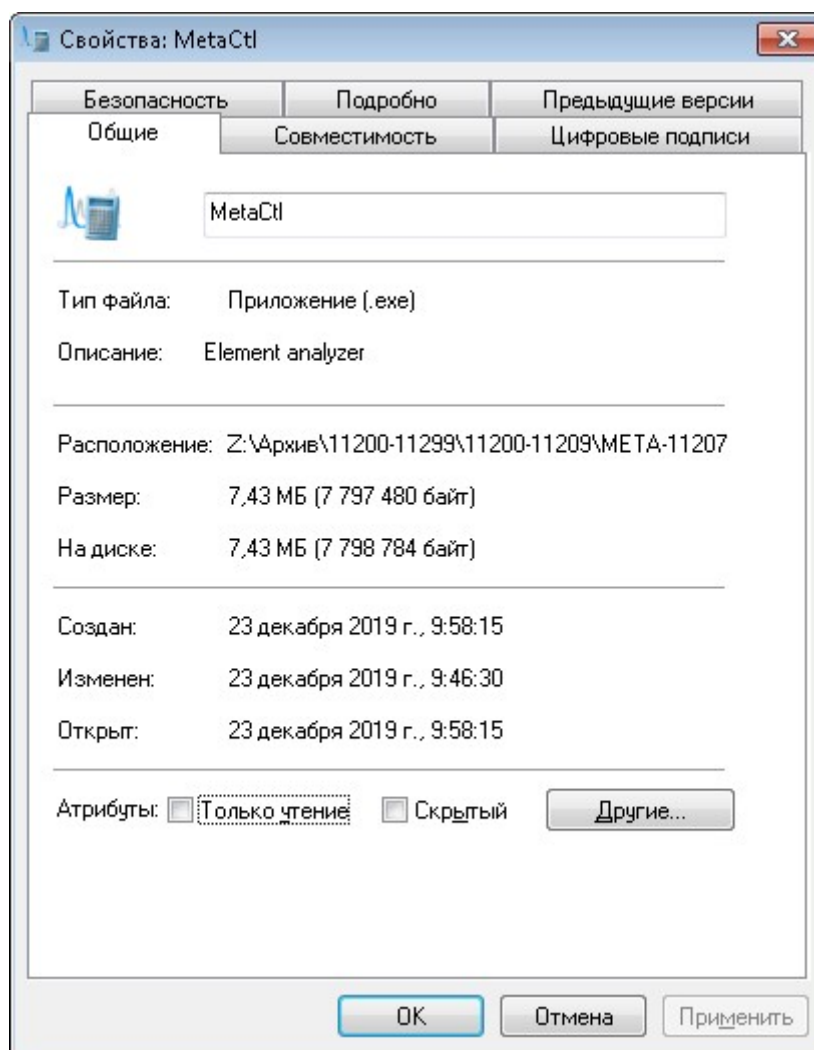 Свойства: MetaCtl
Безопасность Подробно Предыдущие версии
Общие Совместимость Цифровые подписи
MetaCtl
Тип файла: Приложение (.exe)
Описание: Element analyzer
Расположение: Z:\Архив\11200-11299\11200-11209\META-11207
Размер: 7,43 МБ (7 797 480 байт)
На диске: 7,43 МБ (7 798 784 байт)
Создан: 23 декабря 2019 г., 9:58:15
Изменен: 23 декабря 2019 г., 9:46:30
Открыт: 23 декабря 2019 г., 9:58:15
Атрибуты: Только чтение Скрытый Другие...
ОК Отмена Применить